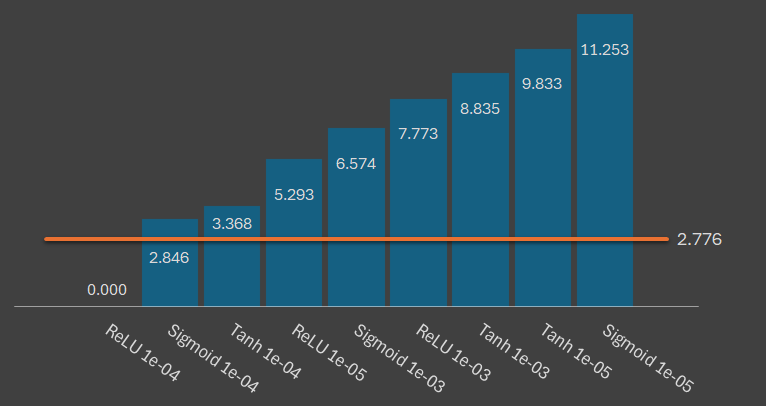 11.253
9.833
8.835
7.773
6.574
5.293
3.368
2.776
2.846
0.000
ReLU 1e-04
Sigmoid 1e-04
Tanh 1e-04
ReLU 1e-05
Sigmoid 1e-03
ReLU 1e-03
Tanh 1e-03
Tanh 1e-05
Sigmoid 1e-05